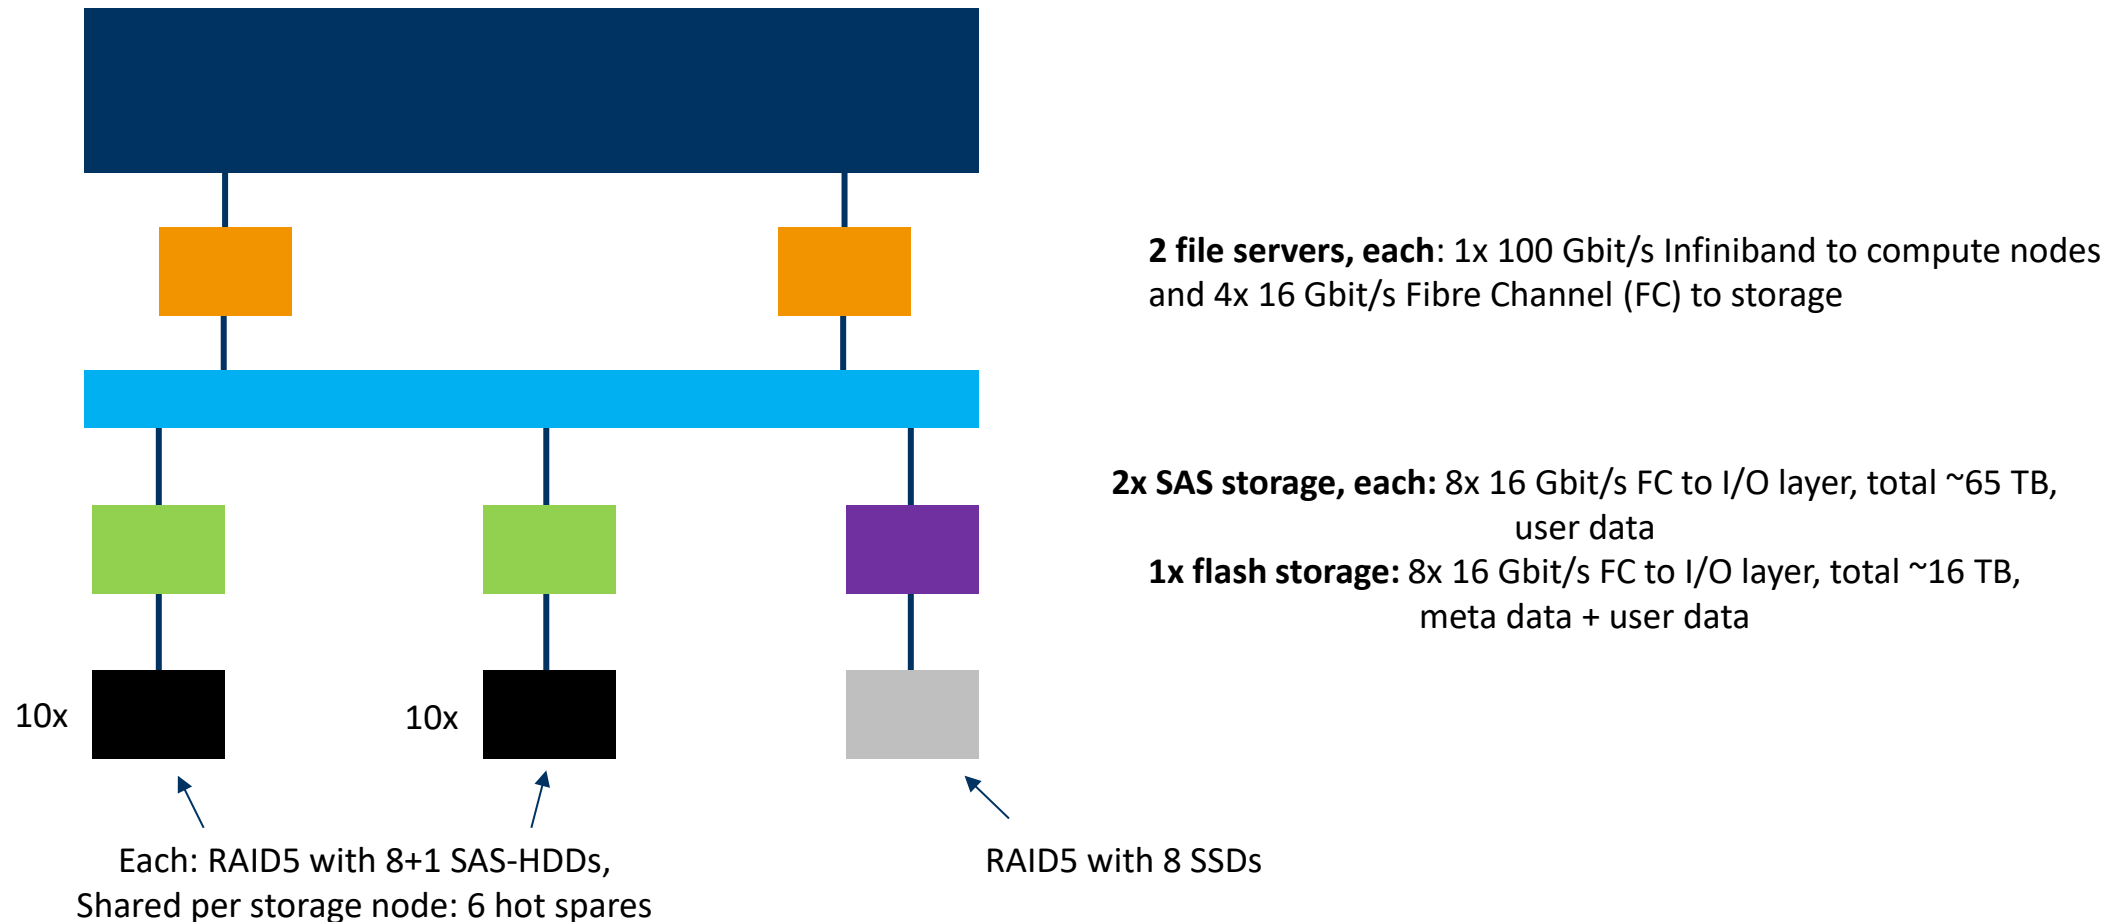 2 file servers, each: 1x 100 Gbit/s Infiniband to compute nodes
and 4x 16 Gbit/s Fibre Channel (FC) to storage
2x SAS storage, each: 8x 16 Gbit/s FC to I/O layer, total ~65 TB,
user data
1x flash storage: 8x 16 Gbit/s FC to I/O layer, total ~16 TB,
meta data + user data
10x
10x
Each: RAID5 with 8+1 SAS-HDDs,
Shared per storage node: 6 hot spares
RAID5 with 8 SSDs